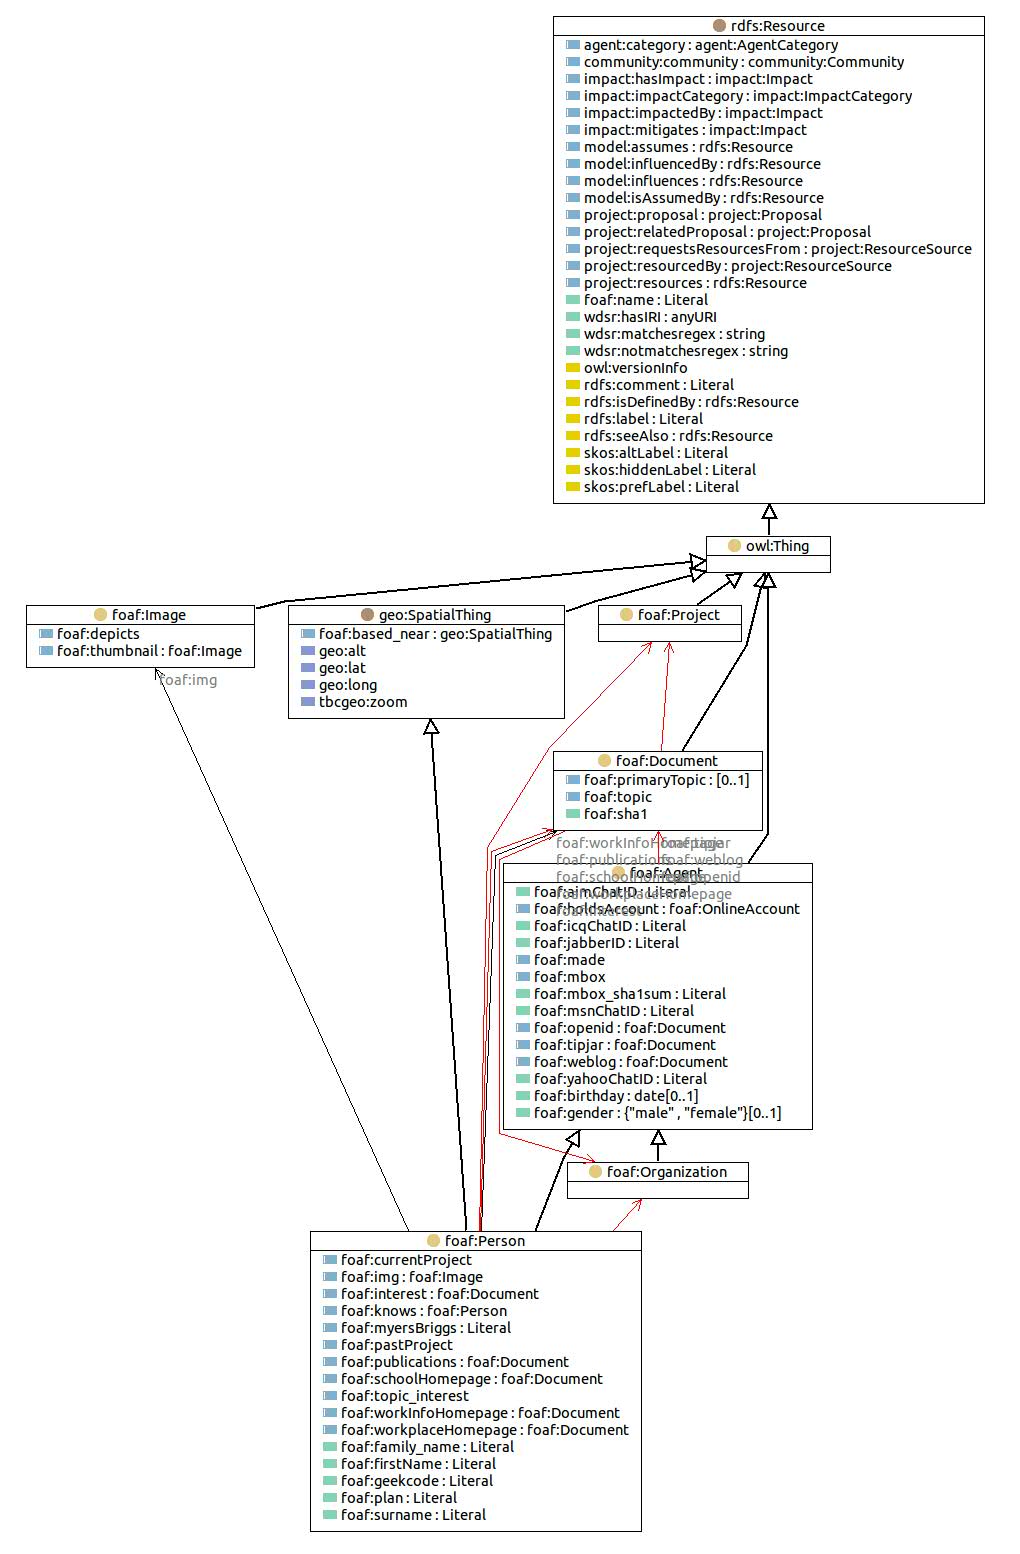 rdfs:Resource
agent:category : agent:AgentCategory
community:community : community:Community
impact:hasImpact : impact:Impact
impact:impactCategory : impact:ImpactCategory
impact:impactedBy : impact:Impact
impact:mitigates : impact:Impact
model:assumes : rdfs:Resource
model:influencedBy : rdfs:Resource
model:influences : rdfs:Resource
model:isAssumedBy : rdfs:Resource
project:proposal : project:Proposal
project:relatedProposal : project:Proposal
project:requestsResourcesFrom : project:ResourceSource
project:resourcedBy : project:ResourceSource
project:resources : rdfs:Resource
foaf:name : Literal
wdsr:hasIRI : anyURI
wdsr:matchesregex : string
wdsr:notmatchesregex : string
owl:versionInfo
rdfs:comment : Literal
rdfs:isDefinedBy : rdfs:Resource
rdfs:label : Literal
rdfs:seeAlso : rdfs:Resource
skos:altLabel : Literal
skos:hiddenLabel : Literal
skos:prefLabel : Literal
owl:Thing
foaf:Image
foaf:depicts
foaf:thumbnail : foaf:Image
foaf:img
geo:SpatialThing
foaf:based_near : geo:SpatialThing
geo:alt
geo:lat
geo:long
tbcgeo:zoom
foaf:Project
foaf:Document
foaf:primaryTopic : [0..1]
foaf:topic
foaf:sha1
foaf:workInfoHomepage
foaf:tipjar
foaf:publications
foaf:weblog
foaf:schoolHomepage
foaf:openid
foaf:workplaceHomepage
foaf:interest
foaf:Agent
foaf:aimChatID : Literal
foaf:holdsAccount : foaf:OnlineAccount
foaf:icqChatID : Literal
foaf:jabberID : Literal
foaf:made
foaf:mbox
foaf:mbox_sha1sum : Literal
foaf:msnChatID : Literal
foaf:openid : foaf:Document
foaf:tipjar : foaf:Document
foaf:weblog : foaf:Document
foaf:yahooChatID : Literal
foaf:birthday : date[0..1]
foaf:gender : {"male" , "female"}[0..1]
foaf:Organization
foaf:Person
foaf:currentProject
foaf:img : foaf:Image
foaf:interest : foaf:Document
foaf:knows : foaf:Person
foaf:myersBriggs : Literal
foaf:pastProject
foaf:publications : foaf:Document
foaf:schoolHomepage : foaf:Document
foaf:topic_interest
foaf:workInfoHomepage : foaf:Document
foaf:workplaceHomepage : foaf:Document
foaf:family_name : Literal
foaf:firstName : Literal
foaf:geekcode : Literal
foaf:plan : Literal
foaf:surname : Literal